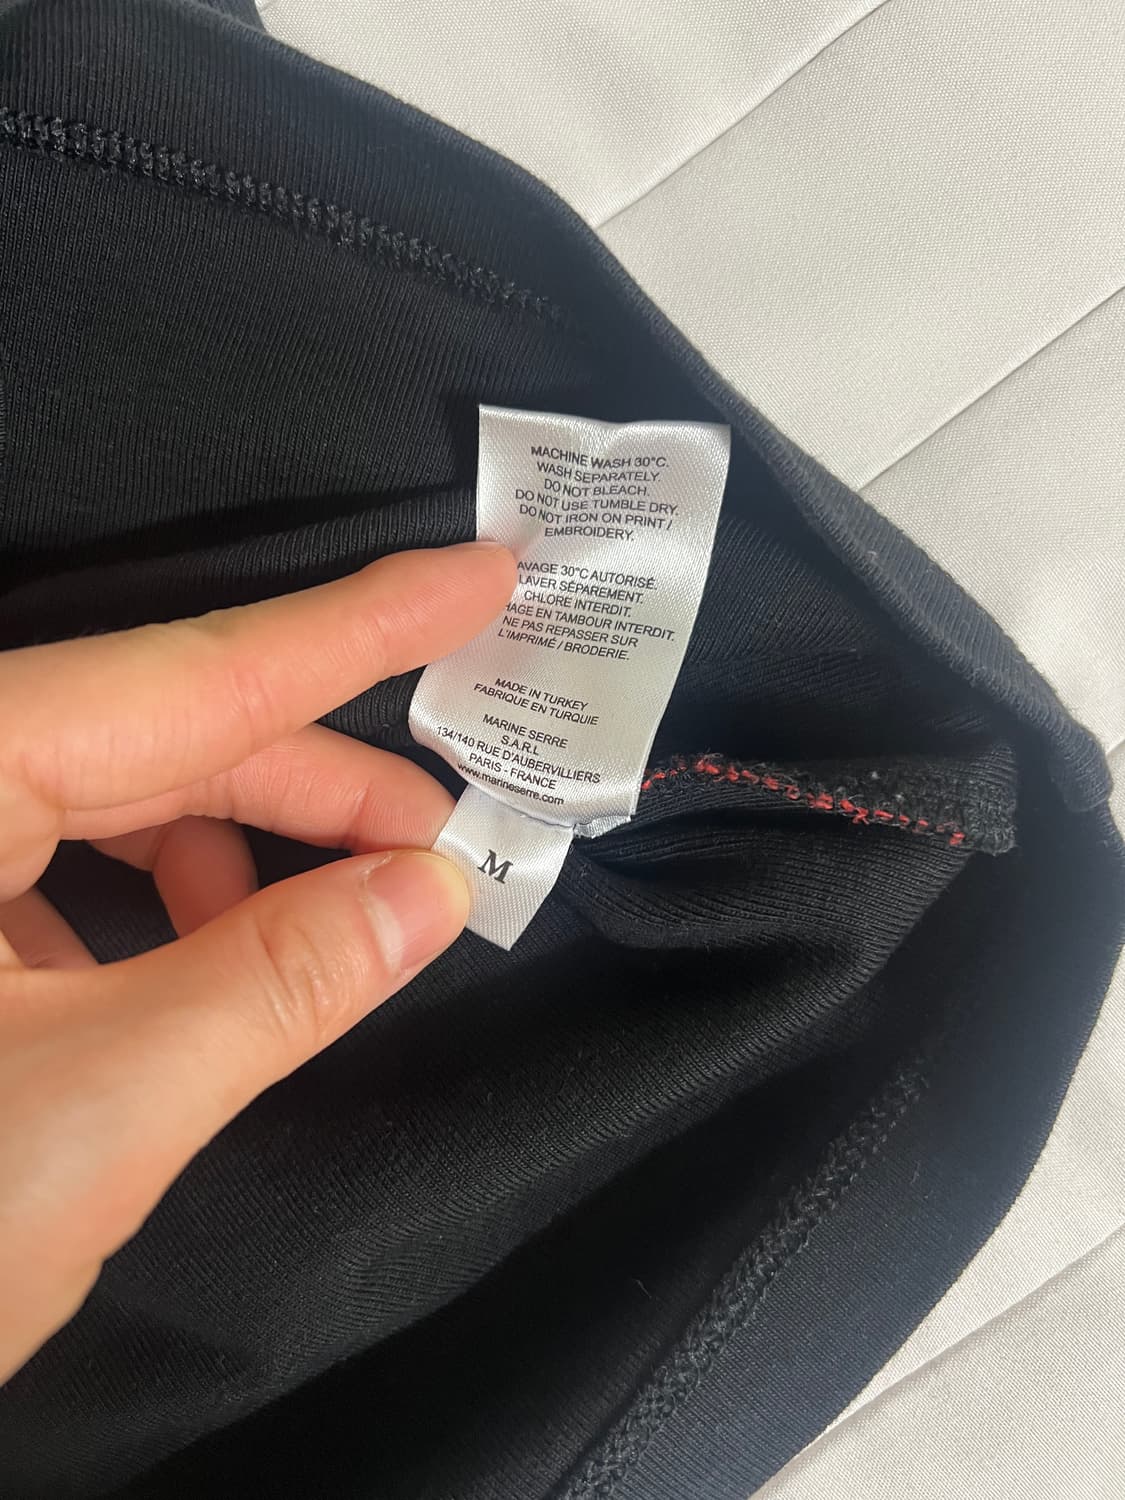 MACHINE WASH 30°C.
WASH SEPARATELY.
DO NOT BLEACH.
DO NOT USE TUMBLE DRY.
DO NOT IRON ON PRINT /
EMBROIDERY.
30°C AUTORISÉ.
LAVER SÉPAREMENT.
CHLORE INTERDIT.
EN TAMBOUR INTERDIT.
NE PAS REPASSER SUR
L'IMPRIMÉ / BRODERIE.
MADE IN TURKEY
FABRIQUE EN TURQUIE
MARINE SERRE
S.A.R.L
134/140 RUE D'AUBERVILLIERS
PARIS - FRANCE
www.marineserre.com
M